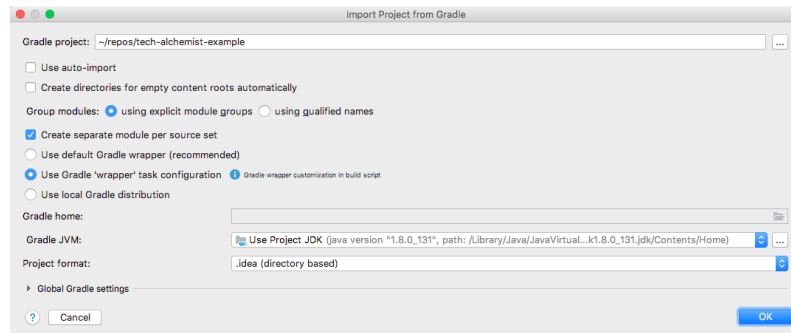 Import Project from Gradle
Gradle project: ~/repos/tech-alchemist-example ...
Use auto-import
Create directories for empty content roots automatically
Group modules: using explicit module groups using qualified names
Create separate module per source set
Use default Gradle wrapper (recommended)
Use Gradle 'wrapper' task configuration Gradle wrapper customization in build script
Use local Gradle distribution
Gradle home:
Gradle JVM: Use Project JDK (java version "1.8.0_131", path: /Library/Java/JavaVirtual...k1.8.0_131.jdk/Contents/Home) ...
Project format: .idea (directory based)
Global Gradle settings
? Cancel OK